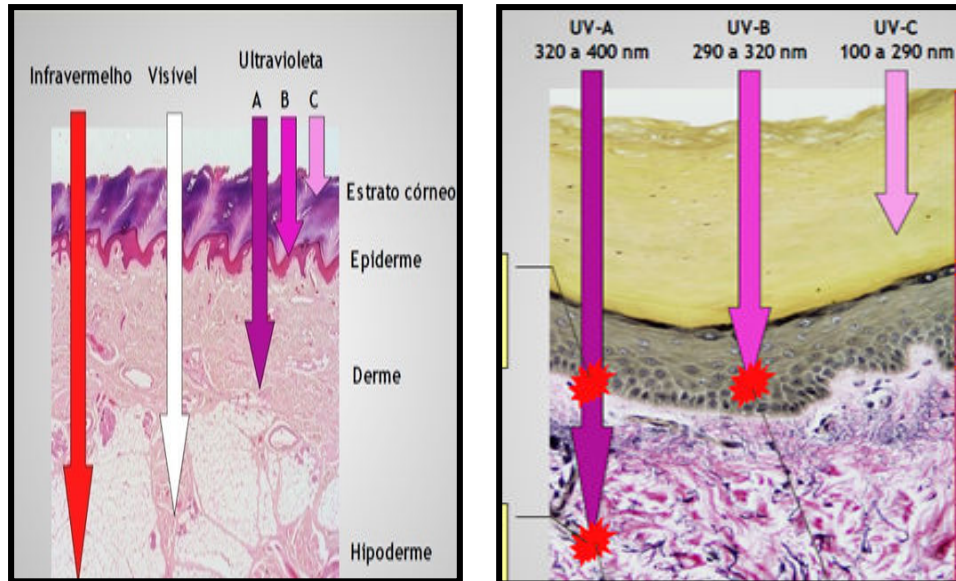 Infravermelho
Visível
Ultravioleta
A B C
Estrato córneo
Epiderme
Derme
Hipoderme
UV-A
320 a 400 nm
UV-B
290 a 320 nm
UV-C
100 a 290 nm